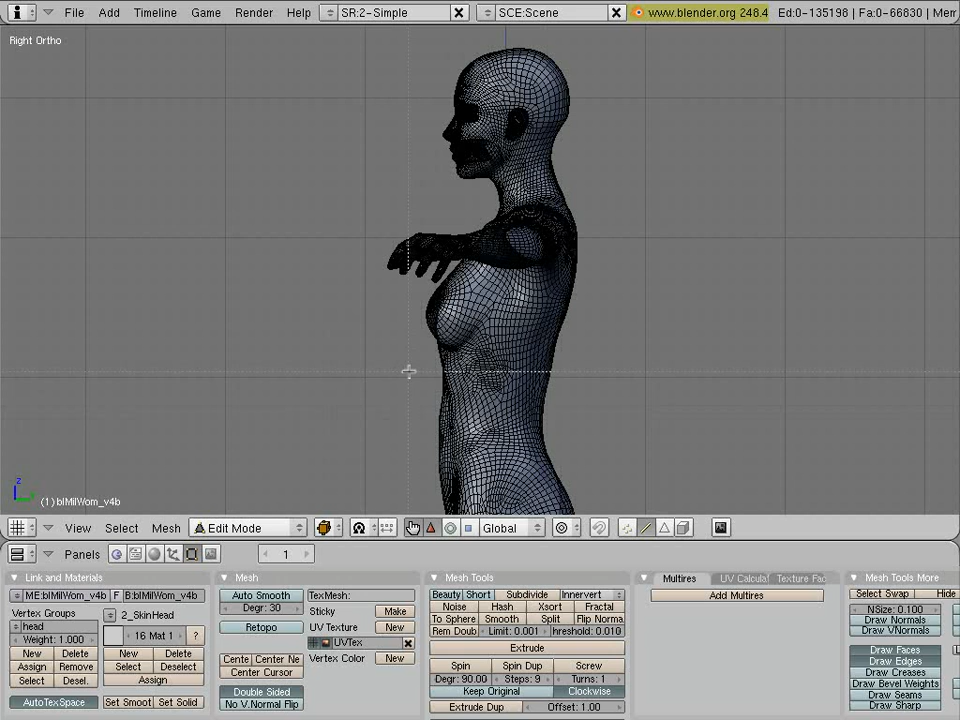 File Add Timeline Game Render Help SR:2-Simple SCE:Scene www.blender.org 248.4 Ed:0-135198 | Fa:0-66830 | Mem
Right Ortho
z
(1) blMilWom_v4b
View Select Mesh Edit Mode Global
Panels 1
Link and Materials Mesh Mesh Tools Multires UV Calculat Texture Fac Mesh Tools More
ME:blMilWom_v4b F B:blMilWom_v4b Auto Smooth TexMesh: Beauty Short Subdivide Innervert Add Multires Select Swap Hide
Vertex Groups 2_SkinHead Degr: 30 Sticky Make Noise Hash Xsort Fractal NSize: 0.100
head Retopo UV Texture New To Sphere Smooth Split Flip Norma Draw Normals
Weight: 1.000 16 Mat 1 ? UVTex Rem Doub Limit: 0.001 hreshold: 0.010 Draw VNormals
New Delete New Delete Cente Center Ne Vertex Color New Extrude Draw Faces
Assign Remove Select Deselect Center Cursor Spin Spin Dup Screw Draw Edges
Select Desel. Assign Degr: 90.00 Steps: 9 Turns: 1 Draw Creases
Double Sided Keep Original Clockwise Draw Bevel Weights
AutoTexSpace Set Smoot Set Solid No V.Normal Flip Extrude Dup Offset: 1.00 Draw Seams
Draw Sharp